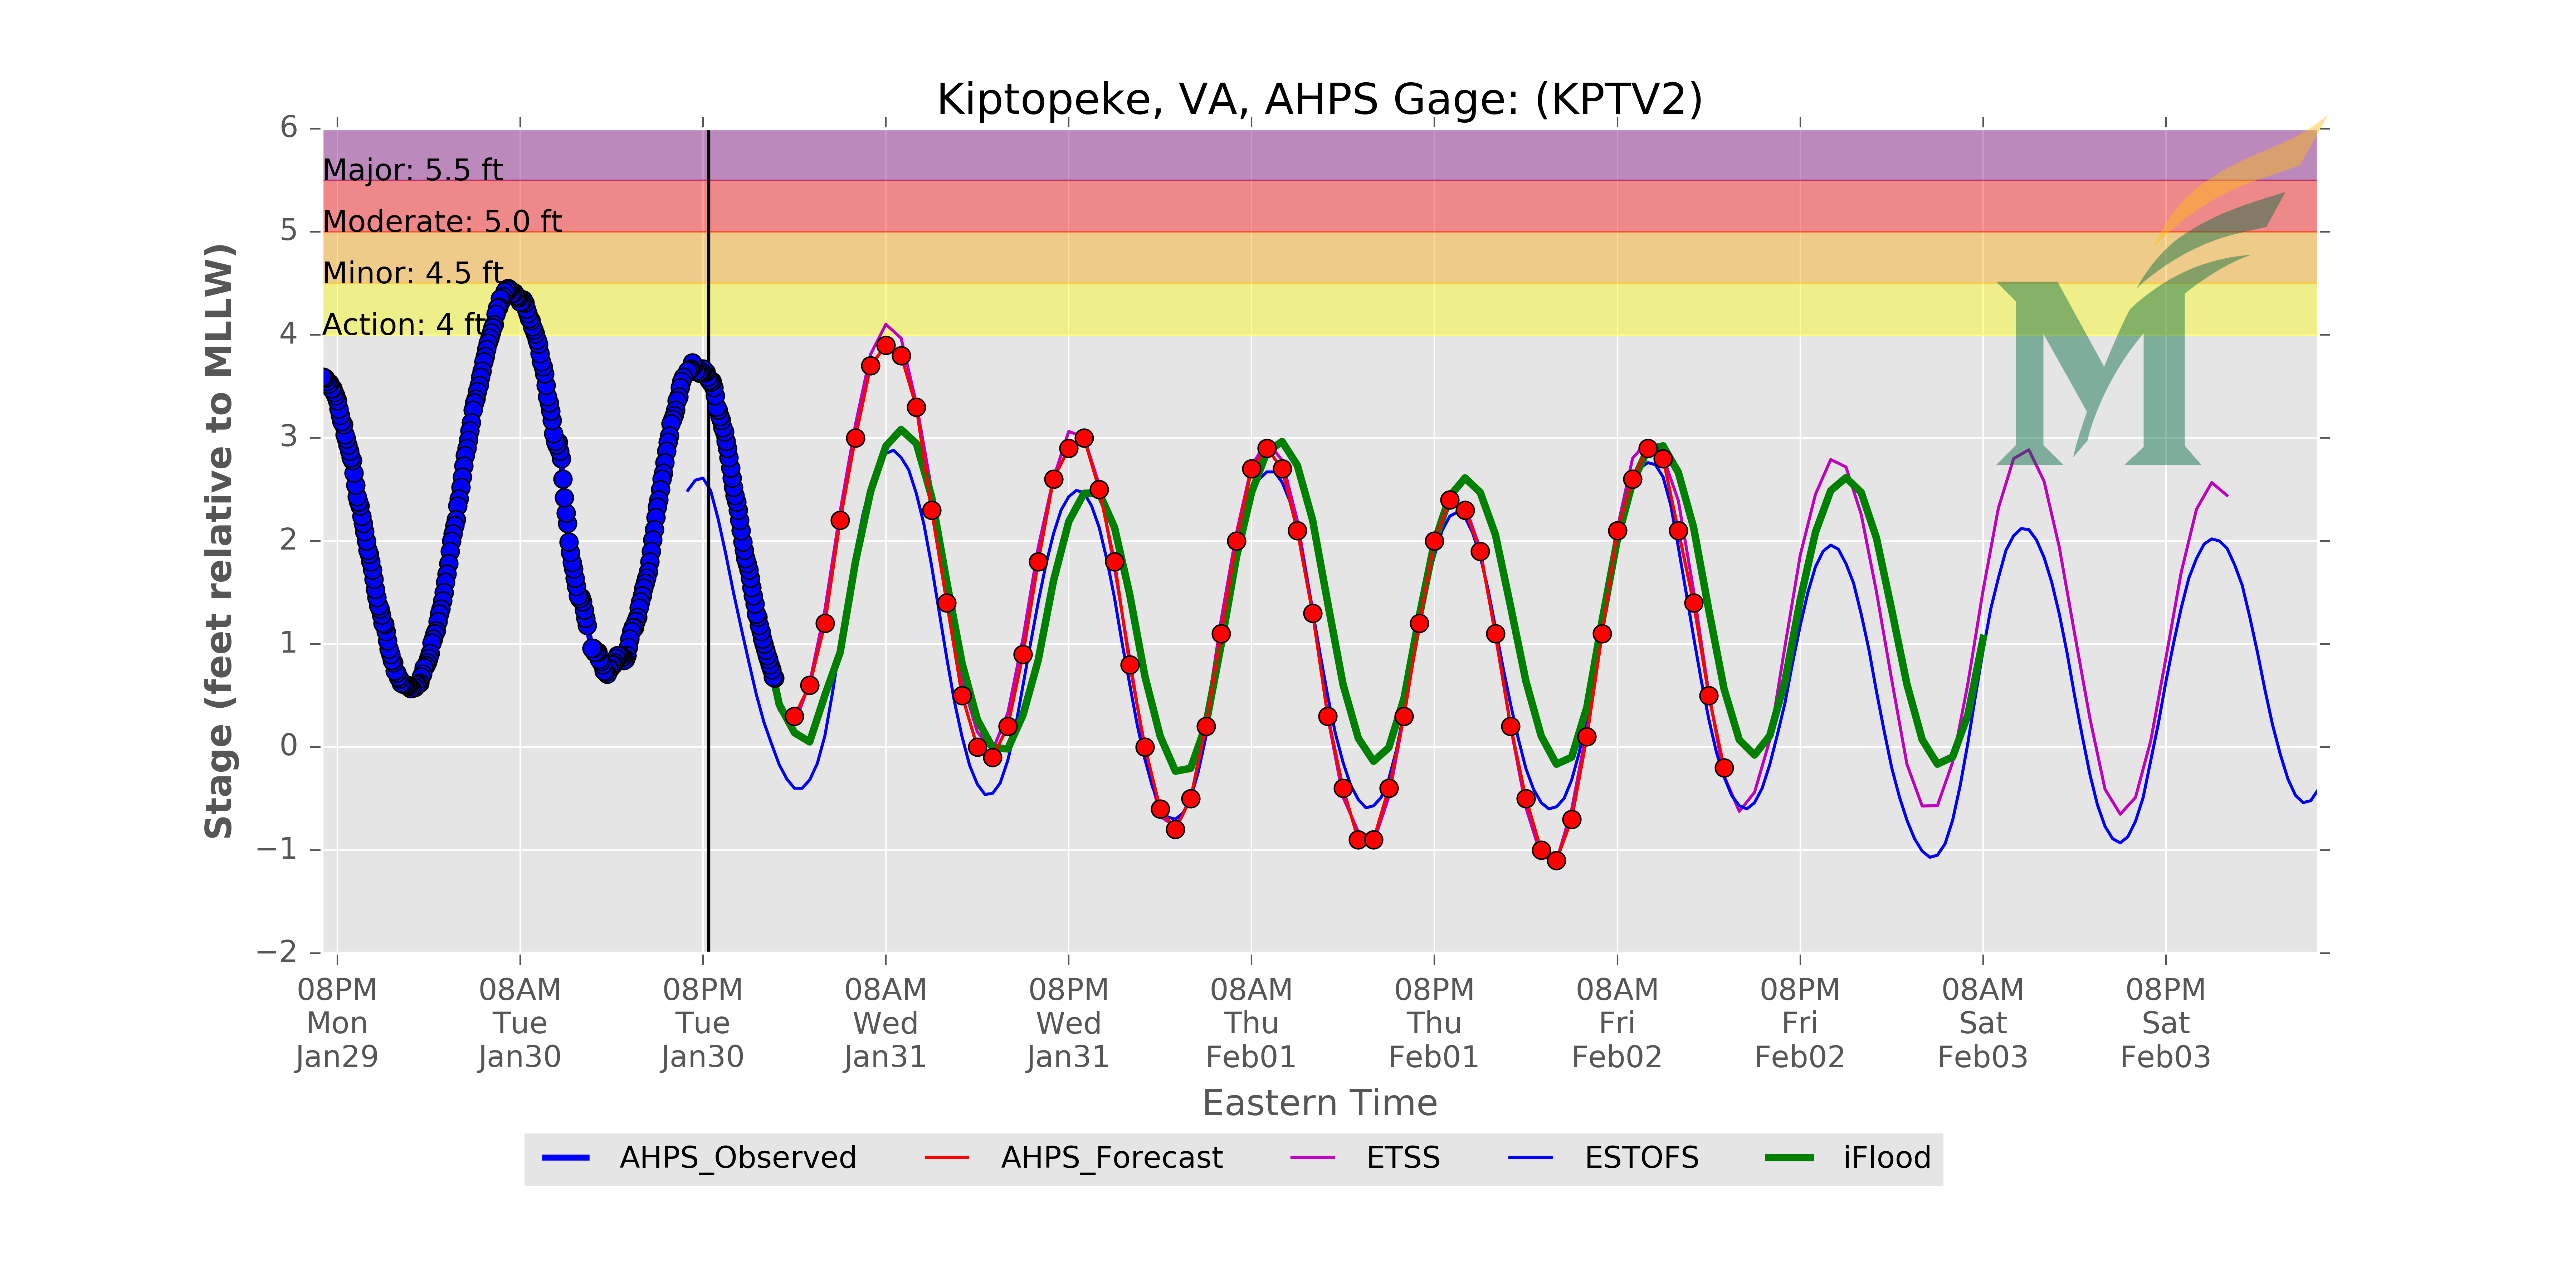 Kiptopeke, VA, AHPS Gage: (KPTV2)
Stage (feet relative to MLLW)
6
5
4
3
2
1
0
−1
−2
Major: 5.5 ft
Moderate: 5.0 ft
Minor: 4.5 ft
Action: 4 ft
M
08PM
Mon
Jan29
08AM
Tue
Jan30
08PM
Tue
Jan30
08AM
Wed
Jan31
08PM
Wed
Jan31
08AM
Thu
Feb01
08PM
Thu
Feb01
08AM
Fri
Feb02
08PM
Fri
Feb02
08AM
Sat
Feb03
08PM
Sat
Feb03
Eastern Time
AHPS_Observed AHPS_Forecast ETSS ESTOFS iFlood